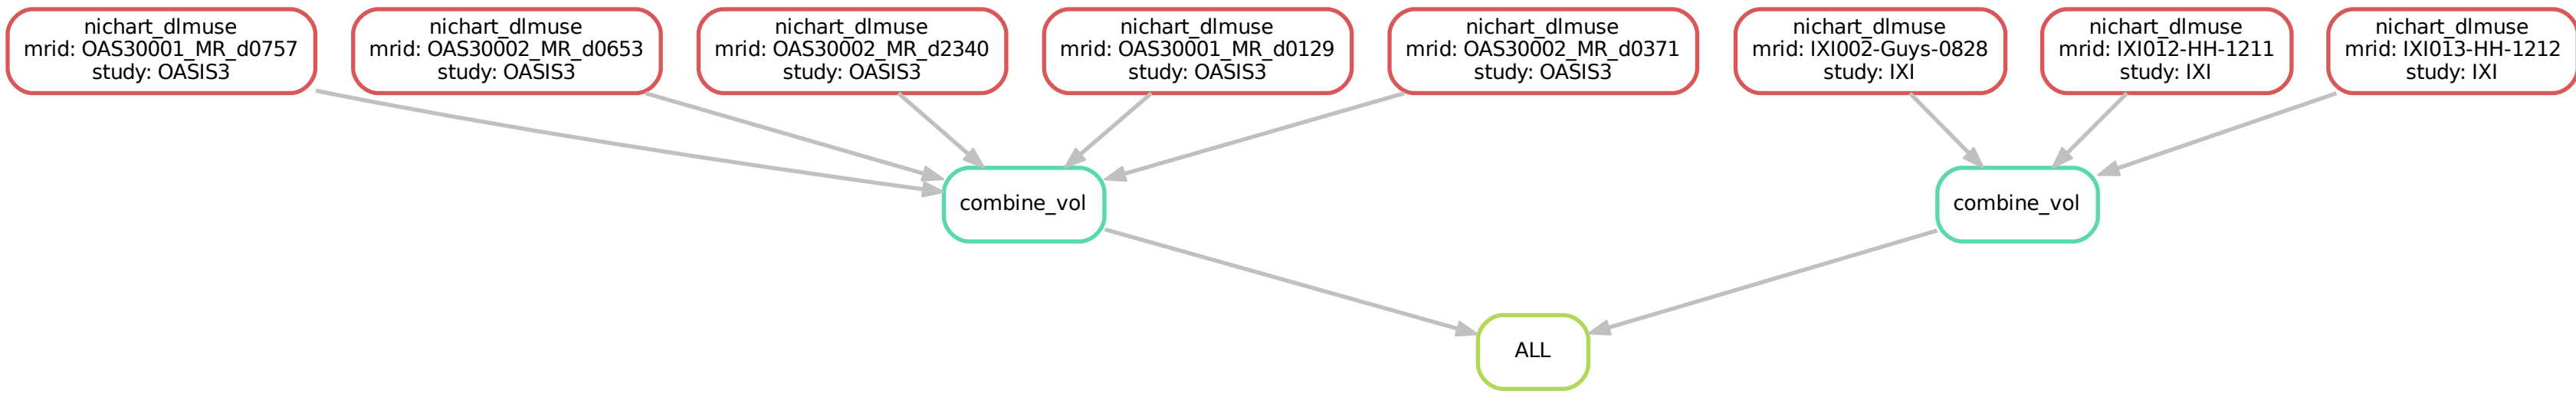 nichart_dlmuse
mrid: OAS30001_MR_d0757
study: OASIS3
nichart_dlmuse
mrid: OAS30002_MR_d0653
study: OASIS3
nichart_dlmuse
mrid: OAS30002_MR_d2340
study: OASIS3
nichart_dlmuse
mrid: OAS30001_MR_d0129
study: OASIS3
nichart_dlmuse
mrid: OAS30002_MR_d0371
study: OASIS3
nichart_dlmuse
mrid: IXI002-Guys-0828
study: IXI
nichart_dlmuse
mrid: IXI012-HH-1211
study: IXI
nichart_dlmuse
mrid: IXI013-HH-1212
study: IXI
combine_vol
combine_vol
ALL